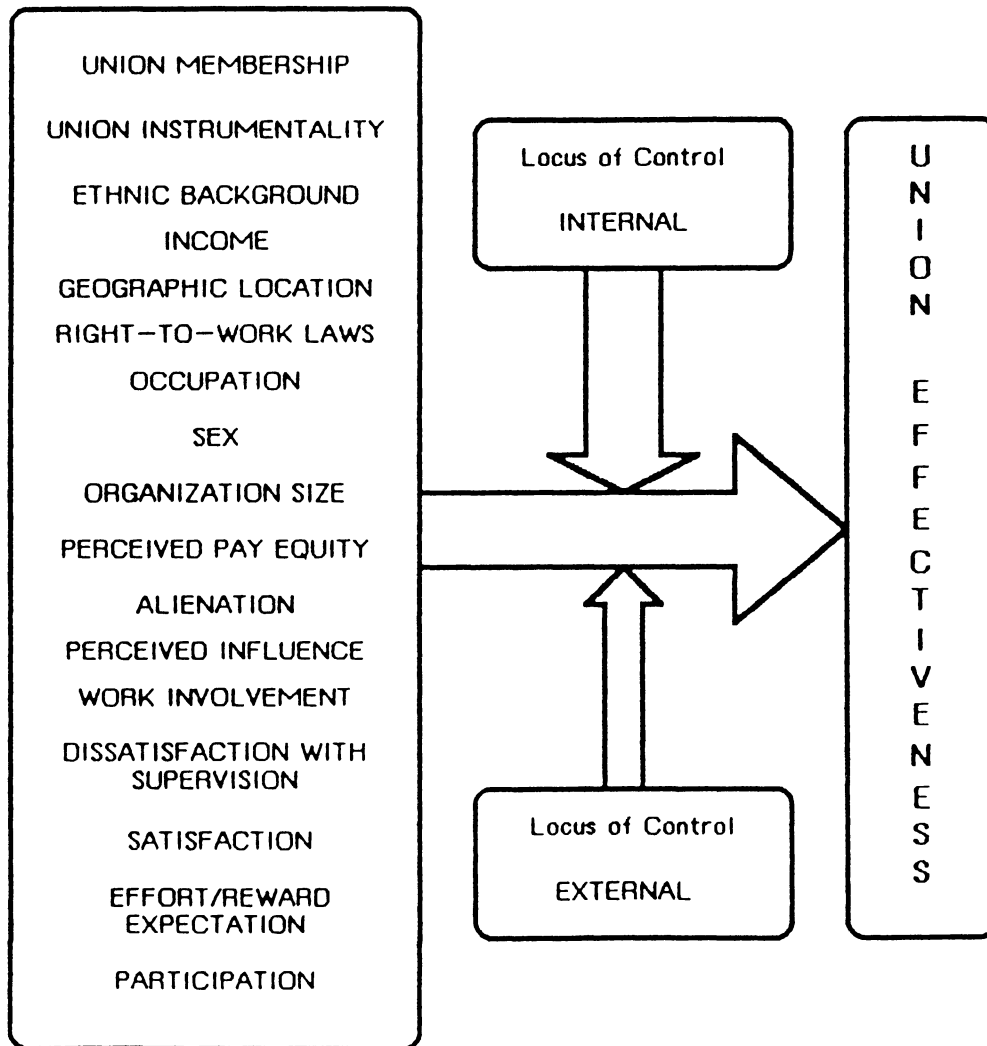 UNION MEMBERSHIP
UNION INSTRUMENTALITY
ETHNIC BACKGROUND
INCOME
GEOGRAPHIC LOCATION
RIGHT-TO-WORK LAWS
OCCUPATION
SEX
ORGANIZATION SIZE
PERCEIVED PAY EQUITY
ALIENATION
PERCEIVED INFLUENCE
WORK INVOLVEMENT
DISSATISFACTION WITH
SUPERVISION
SATISFACTION
EFFORT/REWARD
EXPECTATION
PARTICIPATION
Locus of Control
INTERNAL
Locus of Control
EXTERNAL
UNION EFFECTIVENESS